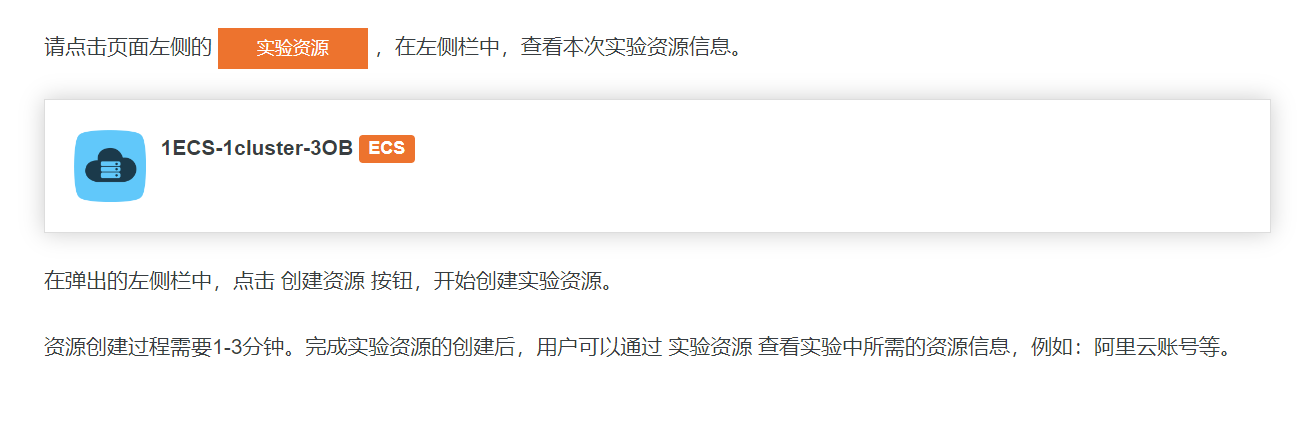 请点击页面左侧的 实验资源 ，在左侧栏中，查看本次实验资源信息。
1ECS-1cluster-3OB ECS
在弹出的左侧栏中，点击 创建资源 按钮，开始创建实验资源。
资源创建过程需要1-3分钟。完成实验资源的创建后，用户可以通过 实验资源 查看实验中所需的资源信息，例如：阿里云账号等。